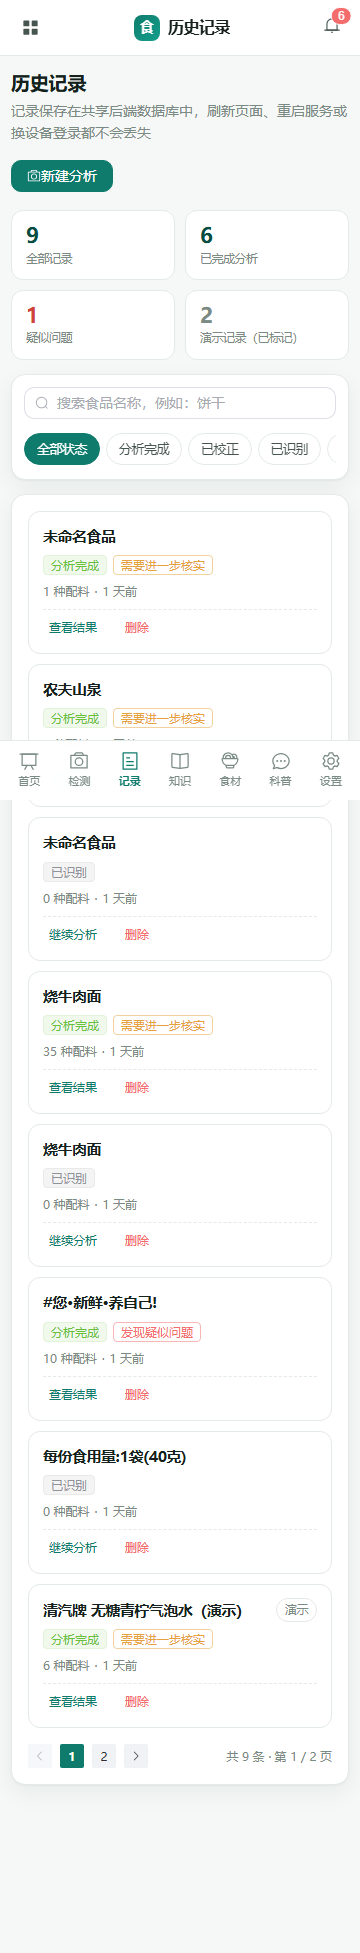 食 历史记录
6
历史记录
记录保存在共享后端数据库中，刷新页面、重启服务或
换设备登录都不会丢失
新建分析
9
全部记录
6
已完成分析
1
疑似问题
2
演示记录（已标记）
搜索食品名称，例如：饼干
全部状态 分析完成 已校正 已识别
未命名食品
分析完成 需要进一步核实
1 种配料 · 1 天前
查看结果 删除
农夫山泉
分析完成 需要进一步核实
首页 检测 记录 知识 食材 科普 设置
未命名食品
已识别
0 种配料 · 1 天前
继续分析 删除
烧牛肉面
分析完成 需要进一步核实
35 种配料 · 1 天前
查看结果 删除
烧牛肉面
已识别
0 种配料 · 1 天前
继续分析 删除
#您•新鲜•养自己!
分析完成 发现疑似问题
10 种配料 · 1 天前
查看结果 删除
每份食用量:1袋(40克)
已识别
0 种配料 · 1 天前
继续分析 删除
清汽牌 无糖青柠气泡水（演示） 演示
分析完成 需要进一步核实
6 种配料 · 1 天前
查看结果 删除
1 2 共 9 条 · 第 1 / 2 页